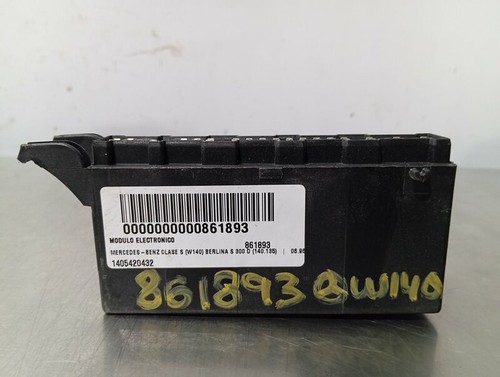 0000000000861893
MODULO ELECTRONICO 861893
MERCEDES-BENZ CLASE S (W140) BERLINA S 300 D (140.135) | 06.96
1405420432
861893 @W140